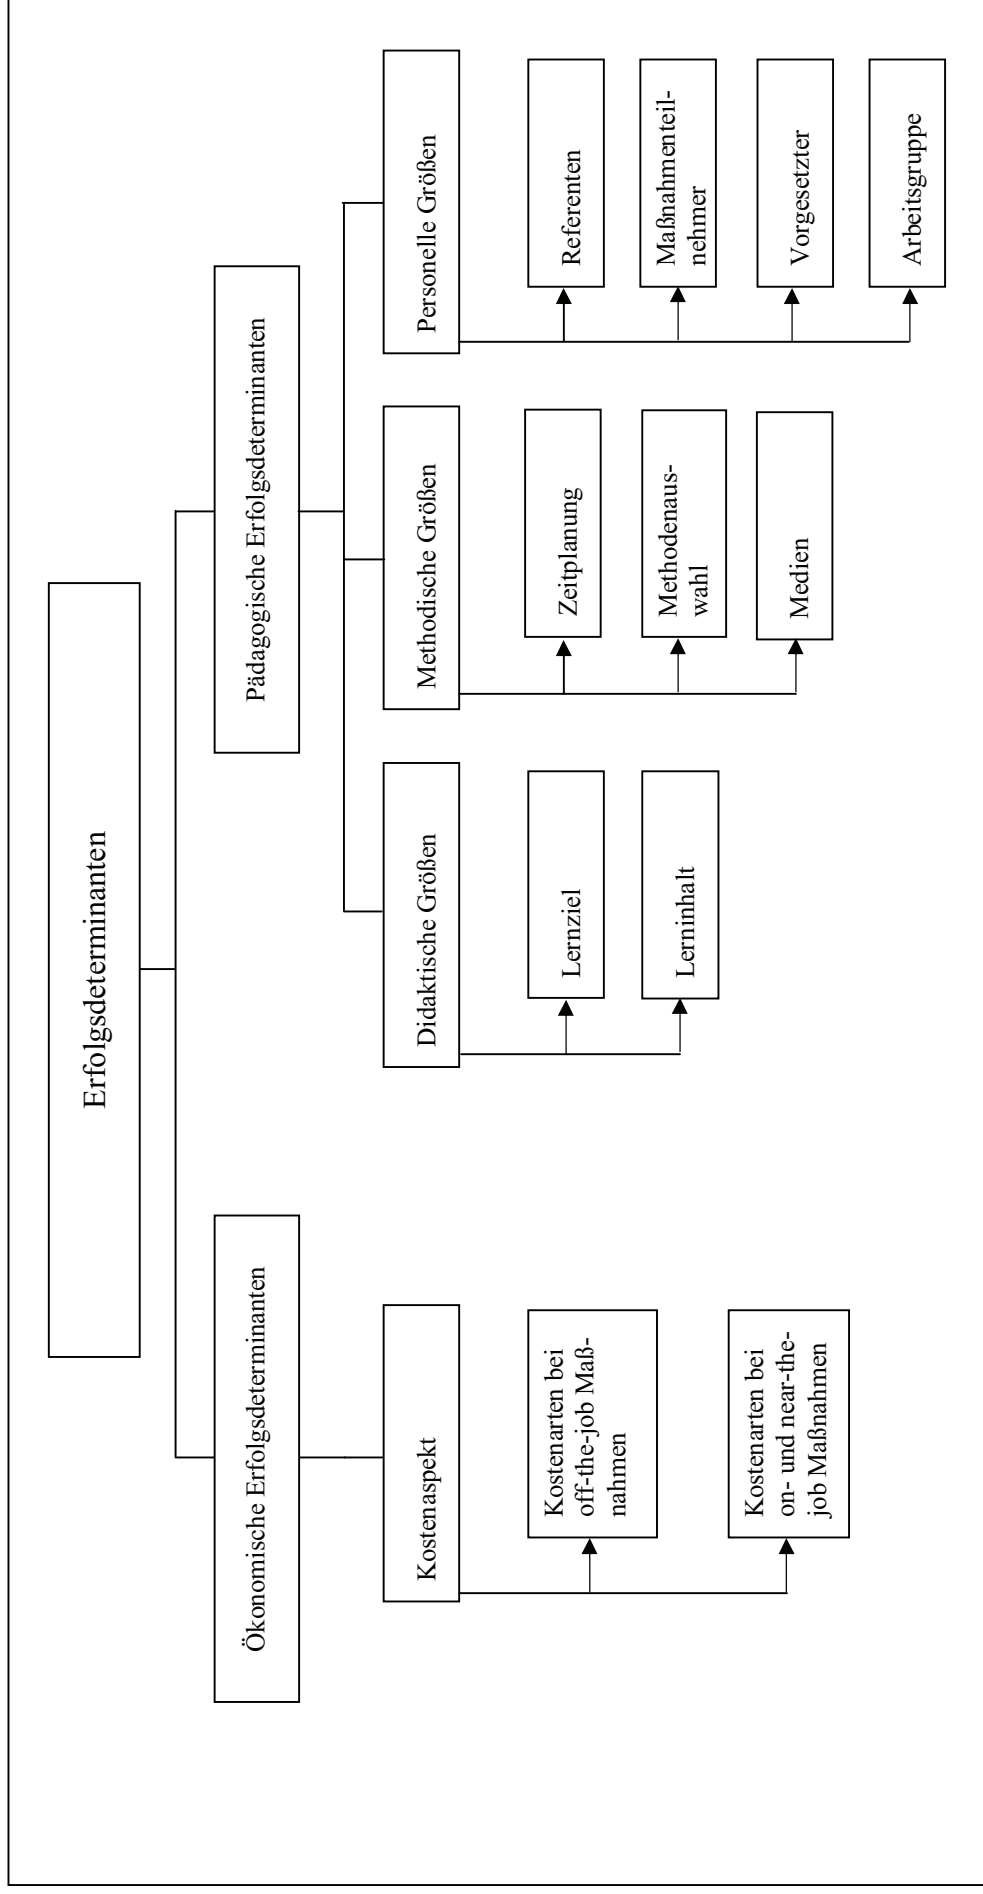 Erfolgsdeterminanten
Ökonomische Erfolgsdeterminanten
Pädagogische Erfolgsdeterminanten
Kostenaspekt
Didaktische Größen
Methodische Größen
Personelle Größen
Kostenarten bei
off-the-job Maß-
nahmen
Kostenarten bei
on- und near-the-
job Maßnahmen
Lernziel
Lerninhalt
Zeitplanung
Methodenaus-
wahl
Medien
Referenten
Maßnahmenteil-
nehmer
Vorgesetzter
Arbeitsgruppe